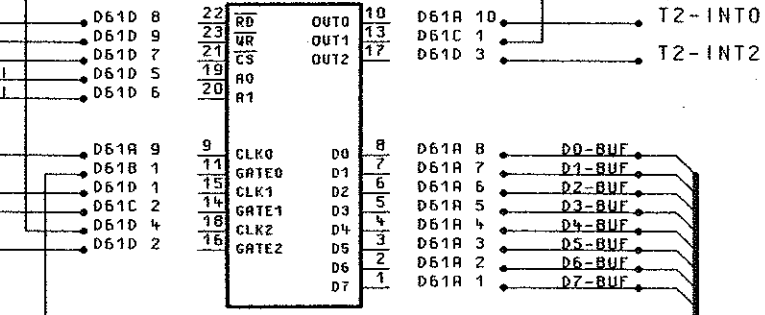 D61D 8 22 RD OUT0 10 D61A 10 T2-INT0
D61D 9 23 WR OUT1 13 D61C 1
D61D 7 21 CS OUT2 17 D61D 3 T2-INT2
D61D 5 19 A0
D61D 6 20 A1
D61A 9 9 CLK0 D0 8 D61A 8 D0-BUF
D61B 1 11 GATE0 D1 7 D61A 7 D1-BUF
D61D 1 15 CLK1 D2 6 D61A 6 D2-BUF
D61C 2 14 GATE1 D3 5 D61A 5 D3-BUF
D61D 4 18 CLK2 D4 4 D61A 4 D4-BUF
D61D 2 16 GATE2 D5 3 D61A 3 D5-BUF
D6 2 D61A 2 D6-BUF
D7 1 D61A 1 D7-BUF